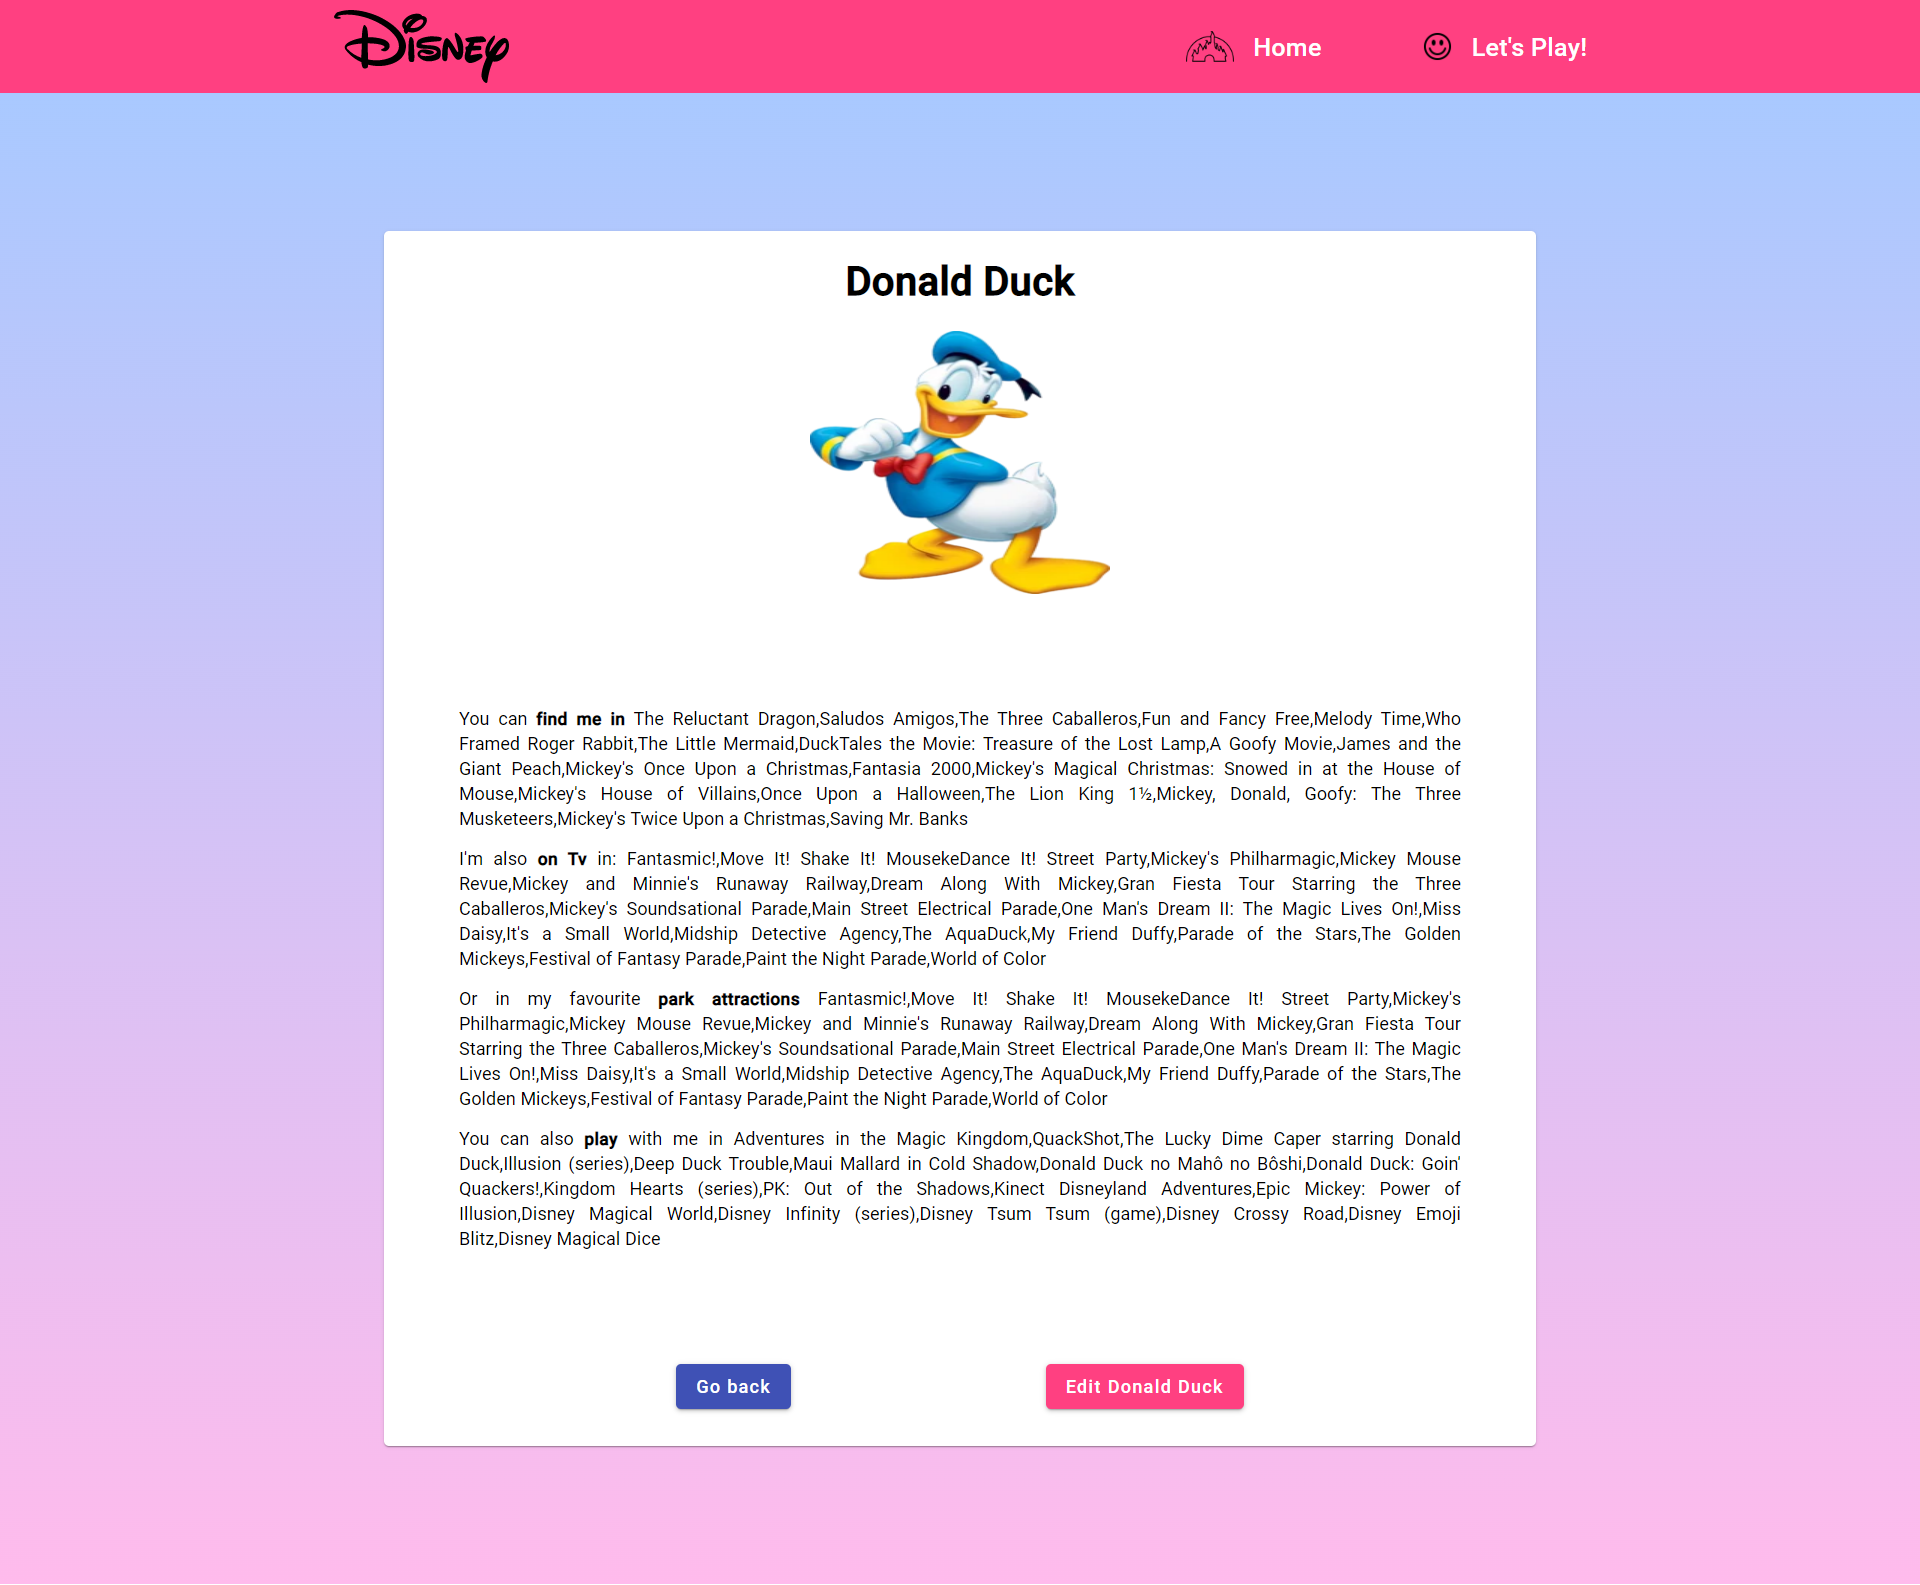 Disney
Home
Let's Play!
Donald Duck
You can find me in The Reluctant Dragon,Saludos Amigos,The Three Caballeros,Fun and Fancy Free,Melody Time,Who
Framed Roger Rabbit,The Little Mermaid,DuckTales the Movie: Treasure of the Lost Lamp,A Goofy Movie,James and the
Giant Peach,Mickey's Once Upon a Christmas,Fantasia 2000,Mickey's Magical Christmas: Snowed in at the House of
Mouse,Mickey's House of Villains,Once Upon a Halloween,The Lion King 1½,Mickey, Donald, Goofy: The Three
Musketeers,Mickey's Twice Upon a Christmas,Saving Mr. Banks
I'm also on Tv in: Fantasmic!,Move It! Shake It! MousekeDance It! Street Party,Mickey's Philharmagic,Mickey Mouse
Revue,Mickey and Minnie's Runaway Railway,Dream Along With Mickey,Gran Fiesta Tour Starring the Three
Caballeros,Mickey's Soundsational Parade,Main Street Electrical Parade,One Man's Dream II: The Magic Lives On!,Miss
Daisy,It's a Small World,Midship Detective Agency,The AquaDuck,My Friend Duffy,Parade of the Stars,The Golden
Mickeys,Festival of Fantasy Parade,Paint the Night Parade,World of Color
Or in my favourite park attractions Fantasmic!,Move It! Shake It! MousekeDance It! Street Party,Mickey's
Philharmagic,Mickey Mouse Revue,Mickey and Minnie's Runaway Railway,Dream Along With Mickey,Gran Fiesta Tour
Starring the Three Caballeros,Mickey's Soundsational Parade,Main Street Electrical Parade,One Man's Dream II: The Magic
Lives On!,Miss Daisy,It's a Small World,Midship Detective Agency,The AquaDuck,My Friend Duffy,Parade of the Stars,The
Golden Mickeys,Festival of Fantasy Parade,Paint the Night Parade,World of Color
You can also play with me in Adventures in the Magic Kingdom,QuackShot,The Lucky Dime Caper starring Donald
Duck,Illusion (series),Deep Duck Trouble,Maui Mallard in Cold Shadow,Donald Duck no Mahô no Bôshi,Donald Duck: Goin'
Quackers!,Kingdom Hearts (series),PK: Out of the Shadows,Kinect Disneyland Adventures,Epic Mickey: Power of
Illusion,Disney Magical World,Disney Infinity (series),Disney Tsum Tsum (game),Disney Crossy Road,Disney Emoji
Blitz,Disney Magical Dice
Go back
Edit Donald Duck